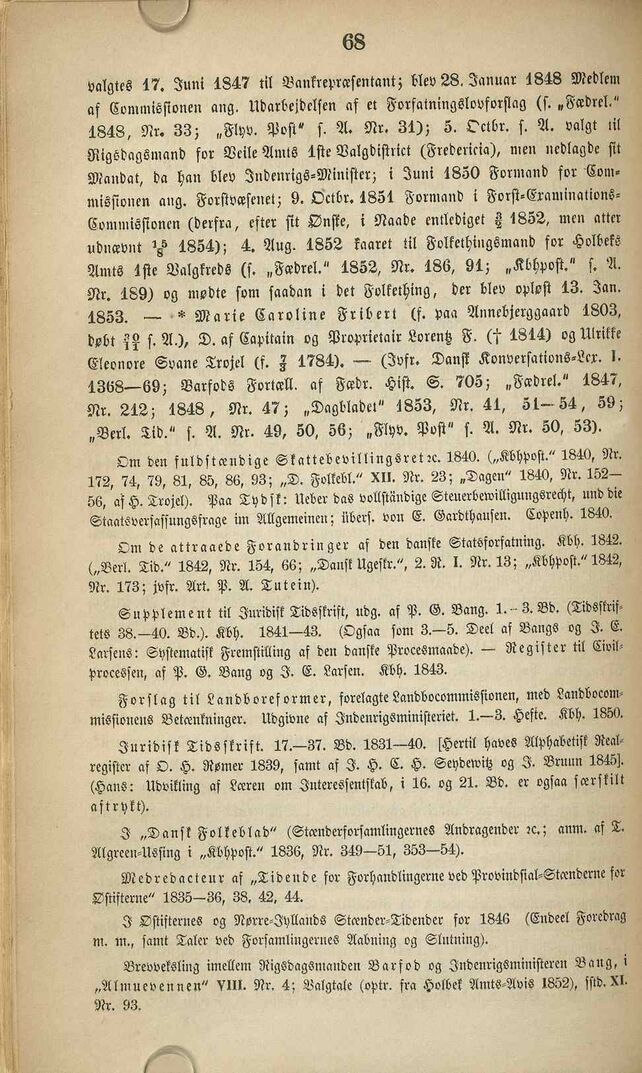 68
valgtes 17. Juni 1847 til Bankrepræsentant; blev 28. Januar 1848 Medlem
af Commissionen ang. Udarbejdelsen af et Forfatningslovforslag (s. „Fædrel.“
1848, Nr. 33; „Flyv. Post“ s. A. Nr. 31); 5. Octbr. s. A. valgt til
Rigsdagsmand for Veile Amts 1ste Valgdistrict (Fredericia), men nedlagde sit
Mandat, da han blev Indenrigs-Minister; i Juni 1850 Formand for Com-
missionen ang. Forstvæsenet; 9. Octbr. 1851 Formand i Forst-Examinations-
Commissionen (derfra, efter sit Ønske, i Naade entlediget 1852, men atter
udnævnt 1854); 4. Aug. 1852 kaaret til Folkethingsmand for Holbeks
Amts 1ste Valgkreds (s. „Fædrel.“ 1852, Nr. 186, 91; „Kbhpost.“ s. A.
Nr. 189) og mødte som saadan i det Folkething, der blev opløst 13. Jan.
1853. — * Marie Caroline Fribert (f. paa Annebjerggaard 1803,
døbt 20/11 s. A.), D. af Capitain og Proprietair Lorentz F. († 1814) og Ulrikke
Eleonore Svane Trojel (f. 1784). — (Jvfr. Dansk Konversations-Lex. I.
1368—69; Barfods Fortæll. af Fædr. Hist. S. 705; „Fædrel.“ 1847,
Nr. 212; 1848, Nr. 47; „Dagbladet“ 1853, Nr. 41, 51—54, 59;
„Berl. Tid.“ s. A. Nr. 49, 50, 56; „Flyv. Post“ s. A. Nr. 50, 53).
Om den fuldstændige Skattebevillingsret ꝛc. 1840. („Kbhpost.“ 1840, Nr.
172, 74, 79, 81, 85, 86, 93; „D. Folkebl.“ XII. Nr. 23; „Dagen“ 1840, Nr. 152—
56, af H. Trojel). Paa Tydsk: Ueber das vollständige Steuerbewilligungsrecht, und die
Staatsverfassungsfrage im Allgemeinen; übers. von E. Gardthausen. Copenh. 1840.
Om de attraaede Forandringer af den danske Statsforfatning. Kbh. 1842.
(„Berl. Tid.“ 1842, Nr. 154, 66; „Dansk Ugeskr.“, 2. R. I. Nr. 13; „Kbhpost.“ 1842,
Nr. 173; jvfr. Art. P. A. Tutein).
Supplement til Juridisk Tidsskrift, udg. af P. G. Bang. 1.-3. Bd. (Tidsskrif-
tets 38.—40. Bd.). Kbh. 1841—43. (Ogsaa som 3.—5. Deel af Bangs og J. E.
Larsens: Systematisk Fremstilling af den danske Procesmaade). — Register til Civil-
processen, af P. G. Bang og J. E. Larsen. Kbh. 1843.
Forslag til Landboreformer, forelagte Landbocommissionen, med Landbocom-
missionens Betænkninger. Udgivne af Indenrigsministeriet. 1.—3. Hefte. Kbh. 1850.
Juridisk Tidsskrift. 17.—37. Bd. 1831—40. [Hertil haves Alphabetisk Real-
register af O. H. Rømer 1839, samt af J. H. C. H. Seydewitz og J. Bruun 1845].
(Hans: Udvikling af Læren om Interessentskab, i 16. og 21. Bd. er ogsaa særskilt
aftrykt).
I „Dansk Folkeblad“ (Stænderforsamlingernes Andragender ꝛc.; anm. af T.
Algreen-Ussing i „Kbhpost.“ 1836, Nr. 349—51, 353—54).
Medredacteur af „Tidende for Forhandlingerne ved Provindsial-Stænderne for
Østifterne“ 1835—36, 38, 42, 44.
I Østifternes og Nørre-Jyllands Stænder-Tidender for 1846 (Endeel Foredrag
m. m., samt Taler ved Forsamlingernes Aabning og Slutning).
Brevveksling imellem Rigsdagsmanden Barfod og Indenrigsministeren Bang, i
„Almuevennen“ VIII. Nr. 4; Valgtale (optr. fra Holbek Amts-Avis 1852), sstd. XI.
Nr. 93.